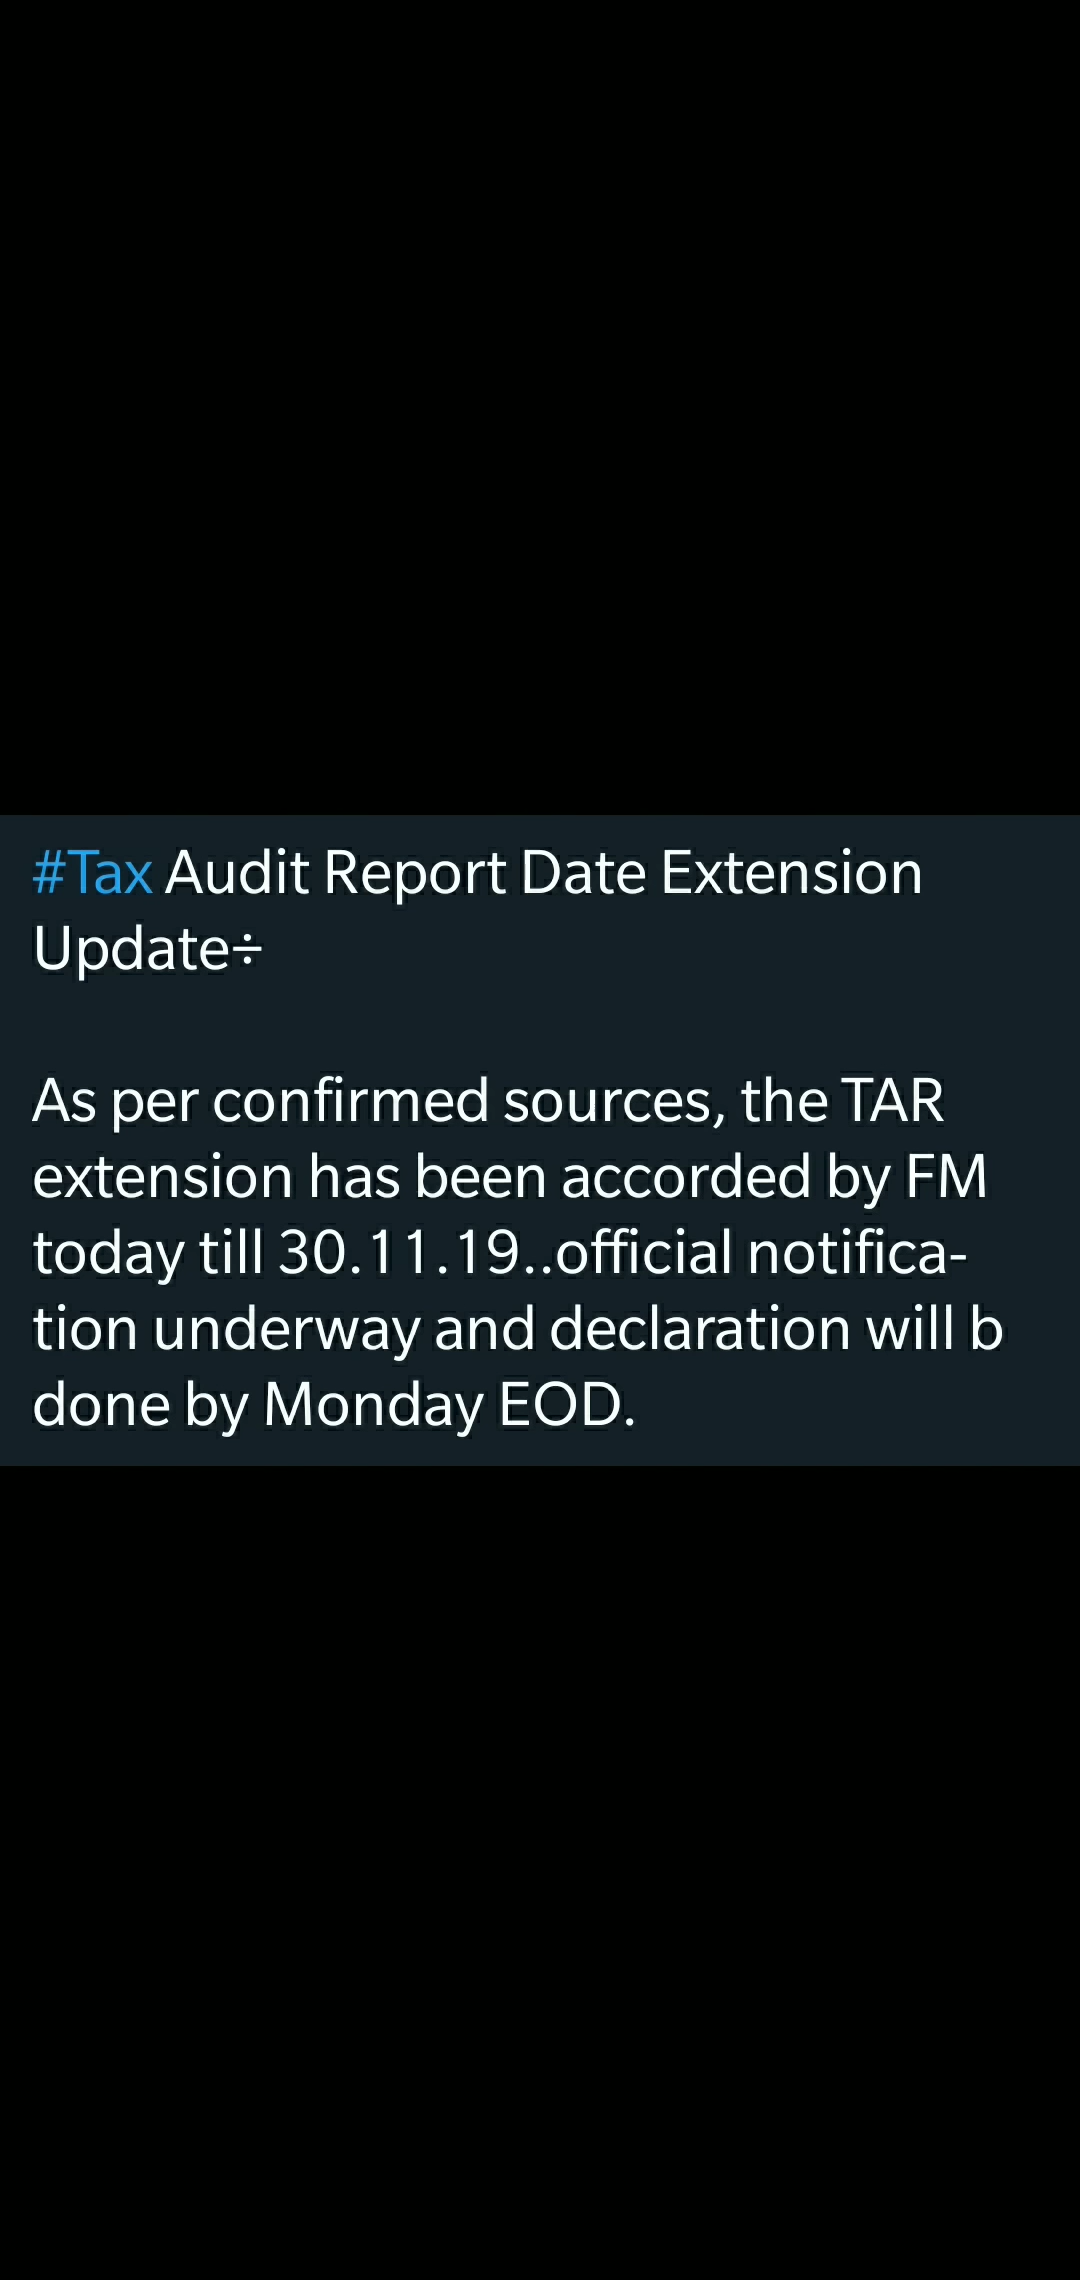 #Tax Audit Report Date Extension
Update÷
As per confirmed sources, the TAR
extension has been accorded by FM
today till 30.11.19..official notifica-
tion underway and declaration will b
done by Monday EOD.